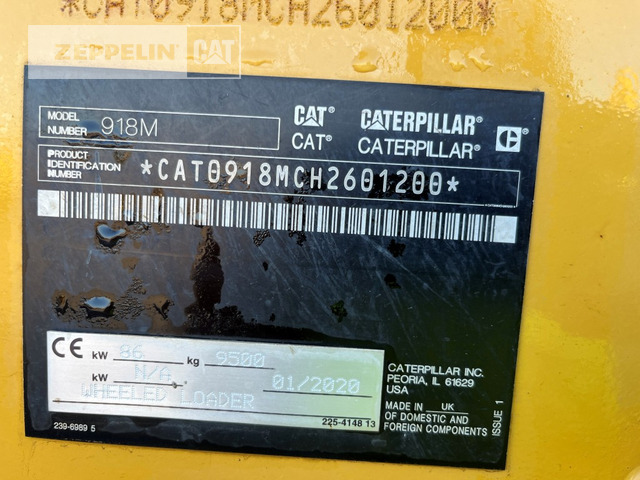 *CAT0918MCH2601200*
ZEPPELIN
MODEL NUMBER 918M
CAT® CATERPILLAR®
CAT® CATERPILLAR®
PRODUCT IDENTIFICATION NUMBER *CAT0918MCH2601200*
CE kW 86 kg 9500
kW N/A 01/2020
WHEELED LOADER
225-4148 13
239-6989 5
CATERPILLAR INC.
PEORIA, IL 61629
USA
MADE IN UK
OF DOMESTIC AND
FOREIGN COMPONENTS
ISSUE 1